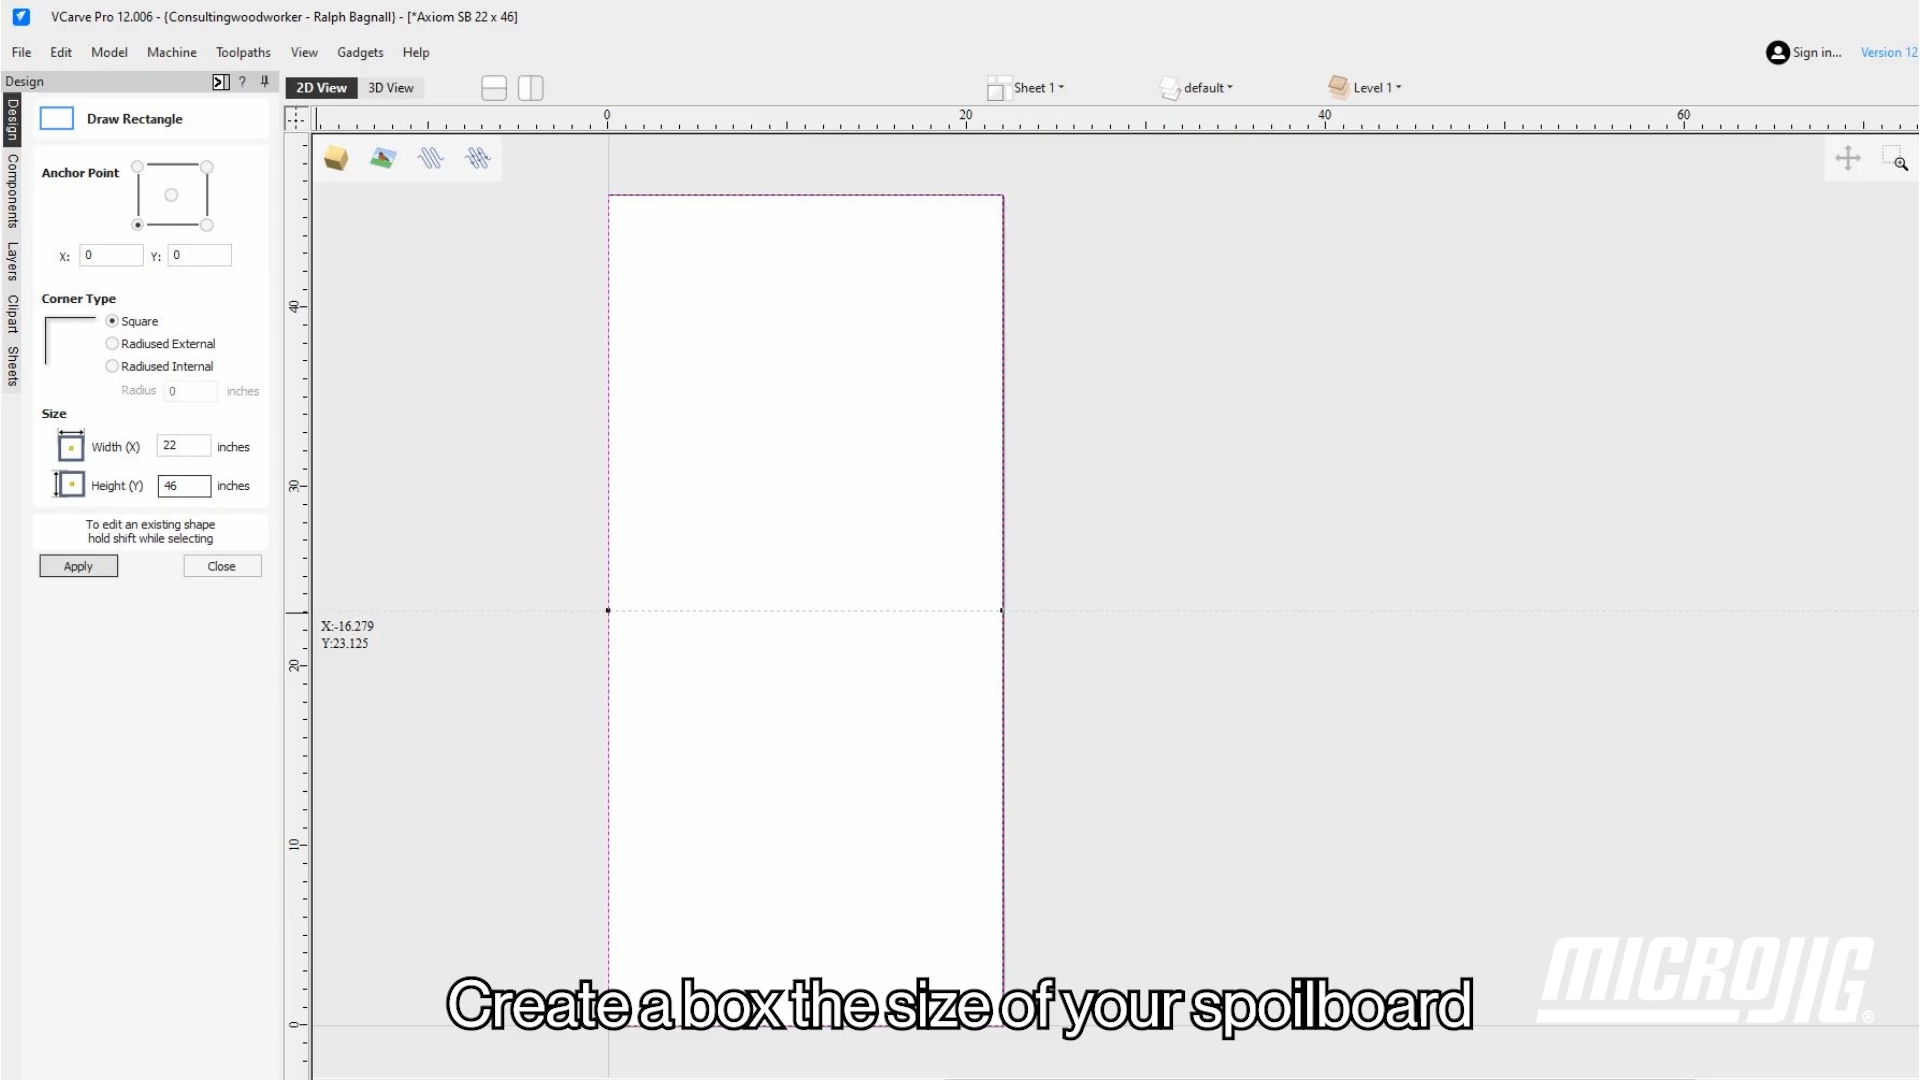 VCarve Pro 12.006 - {Consultingwoodworker - Ralph Bagnall} - [*Axiom SB 22 x 46]
File Edit Model Machine Toolpaths View Gadgets Help
Sign in... Version 12
Design ?
2D View 3D View
Sheet 1 default Level 1
Design
Components
Layers
Clipart
Sheets
Draw Rectangle
Anchor Point
X: 0 Y: 0
Corner Type
Square
Radiused External
Radiused Internal
Radius 0 inches
Size
Width (X) 22 inches
Height (Y) 46 inches
To edit an existing shape
hold shift while selecting
Apply Close
0 20 40 60
40
30
20
10
0
X:-16.279
Y:23.125
Create a box the size of your spoilboard
MICROJIG®